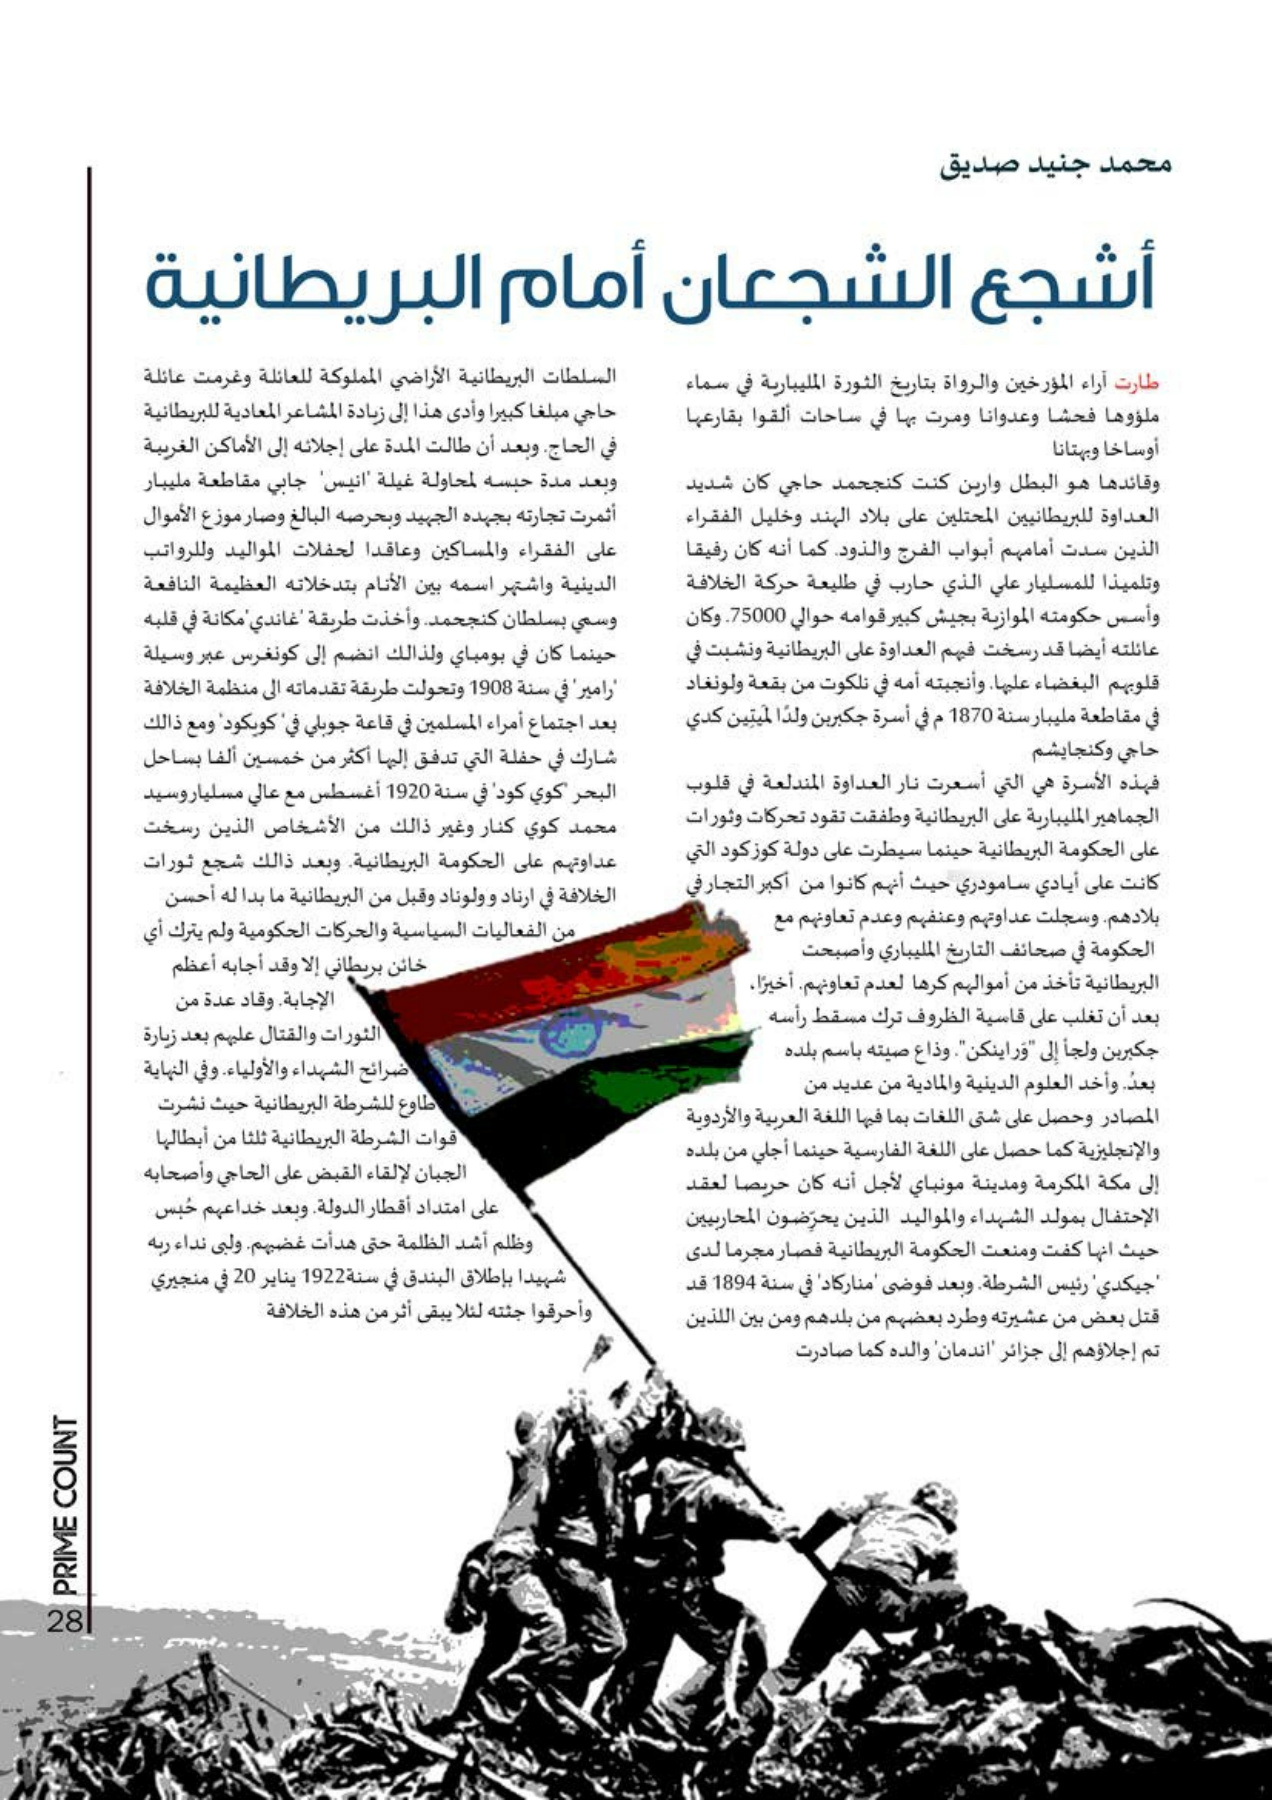 محمد جنيد صديق
أشجع الشجعان أمام البريطانية
طارت آراء المؤرخين والرواة بتاريخ الثورة المليبارية في سماء
ملؤوها فحشا وعدوانا ومرت بها في ساحات ألقوا بقارعها
أوساخا وبهتانا
وقائدها هو البطل وارين كنت كنجحمد حاجي كان شديد
العداوة للبريطانيين المحتلين على بلاد الهند وخليل الفقراء
الذين سدت أمامهم أبواب الفرج والذود. كما أنه كان رفيقا
وتلميذا للمسليار علي الذي حارب في طليعة حركة الخلافة
وأسس حكومته الموازية بجيش كبير قوامه حوالي 75000. وكان
عائلته أيضا قد رسخت فيهم العداوة على البريطانية ونشبت في
قلوبهم البغضاء عليها. وأنجبته أمه في نلكوت من بقعة ولونغاد
في مقاطعة مليبار سنة 1870 م في أسرة جكيربن ولدًا لمَيتِين كدي
حاجي وكنجايشم
فهذه الأسرة هي التي أسعرت نار العداوة المندلعة في قلوب
الجماهير المليبارية على البريطانية وطفقت تقود تحركات وثورات
على الحكومة البريطانية حينما سيطرت على دولة كوزكود التي
كانت على أيادي سامودري حيث أنهم كانوا من أكبر التجار في
بلادهم. وسجلت عداوتهم وعنفهم وعدم تعاونهم مع
الحكومة في صحائف التاريخ المليباري وأصبحت
البريطانية تأخذ من أموالهم كرها لعدم تعاونهم. أخيرًا،
بعد أن تغلب على قاسية الظروف ترك مسقط رأسه
جكيربن ولجأ إلى "وَراينكن". وذاع صيته باسم بلده
بعدُ. وأخد العلوم الدينية والمادية من عديد من
المصادر وحصل على شتى اللغات بما فيها اللغة العربية والأردوية
والإنجليزية كما حصل على اللغة الفارسية حينما أجلي من بلده
إلى مكة المكرمة ومدينة مونباي لأجل أنه كان حريصا لعقد
الإحتفال بمولد الشهداء والمواليد الذين يحرّضون المحاربيين
حيث انها كفت ومنعت الحكومة البريطانية فصار مجرما لدى
'جيكدي' رئيس الشرطة. وبعد فوضى 'مناركاد' في سنة 1894 قد
قتل بعض من عشيرته وطرد بعضهم من بلدهم ومن بين اللذين
تم إجلاؤهم إلى جزائر 'اندمان' والده كما صادرت
السلطات البريطانية الأراضي المملوكة للعائلة وغرمت عائلة
حاجي مبلغا كبيرا وأدى هذا إلى زيادة المشاعر المعادية للبريطانية
في الحاج. وبعد أن طالت المدة على إجلائه إلى الأماكن الغربية
وبعد مدة حبسه لمحاولة غيلة 'انيس' جابي مقاطعة مليبار
أثمرت تجارته بجهده الجهيد وبحرصه البالغ وصار موزع الأموال
على الفقراء والمساكين وعاقدا لحفلات المواليد وللرواتب
الدينية واشتهر اسمه بين الأنام بتدخلاته العظيمة النافعة
وسمي بسلطان كنجحمد. وأخذت طريقة 'غاندي' مكانة في قلبه
حينما كان في بومباي ولذالك انضم إلى كونغرس عبر وسيلة
'رامير' في سنة 1908 وتحولت طريقة تقدماته الى منظمة الخلافة
بعد اجتماع أمراء المسلمين في قاعة جوبلي في 'كويكود' ومع ذالك
شارك في حفلة التي تدفق إليها أكثر من خمسين ألفا بساحل
البحر 'كوي كود' في سنة 1920 أغسطس مع عالي مسليار وسيد
محمد كوي كنار وغير ذالك من الأشخاص الذين رسخت
عداوتهم على الحكومة البريطانية. وبعد ذالك شجع ثورات
الخلافة في ارناد و ولوناد وقبل من البريطانية ما بدا له أحسن
من الفعاليات السياسية والحركات الحكومية ولم يترك أي
خائن بريطاني إلا وقد أجابه أعظم
الإجابة. وقاد عدة من
الثورات والقتال عليهم بعد زيارة
ضرائح الشهداء والأولياء. وفي النهاية
طاوع للشرطة البريطانية حيث نشرت
قوات الشرطة البريطانية ثلثا من أبطالها
الجبان لإلقاء القبض على الحاجي وأصحابه
على امتداد أقطار الدولة. وبعد خداعهم حُبس
وظلم أشد الظلمة حتى هدأت غضبهم. ولبى نداء ربه
شهيدا بإطلاق البندق في سنة1922 يناير 20 في منجيري
وأحرقوا جثته لئلا يبقى أثر من هذه الخلافة
PRIME COUNT
28